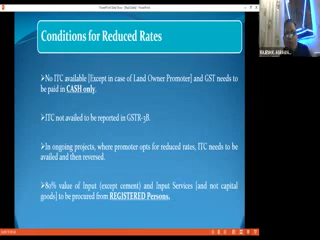 Conditions for Reduced Rates
➤No ITC available [Except in case of Land Owner Promoter] and GST needs to
be paid in CASH only.
➤ITC not availed to be reported in GSTR-3B.
➤In ongoing projects, where promoter opts for reduced rates, ITC needs to be
availed and then reversed.
➤80% value of Input (except cement) and Input Services [and not capital
goods] to be procured from REGISTERED Persons.